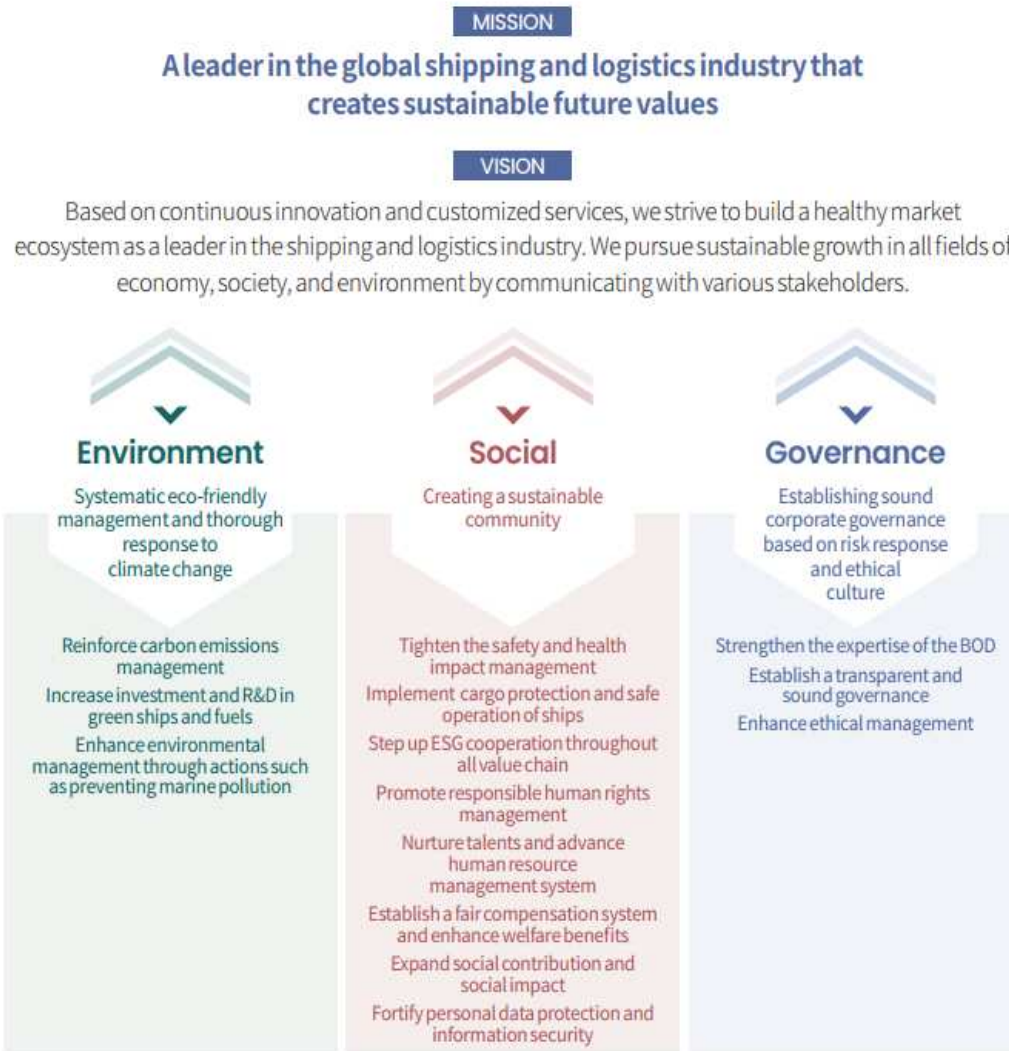 MISSION
A leader in the global shipping and logistics industry that
creates sustainable future values
VISION
Based on continuous innovation and customized services, we strive to build a healthy market
ecosystem as a leader in the shipping and logistics industry. We pursue sustainable growth in all fields of
economy, society, and environment by communicating with various stakeholders.
Environment
Systematic eco-friendly
management and thorough
response to
climate change
Reinforce carbon emissions
management
Increase investment and R&D in
green ships and fuels
Enhance environmental
management through actions such
as preventing marine pollution
Social
Creating a sustainable
community
Tighten the safety and health
impact management
Implement cargo protection and safe
operation of ships
Step up ESG cooperation throughout
all value chain
Promote responsible human rights
management
Nurture talents and advance
human resource
management system
Establish a fair compensation system
and enhance welfare benefits
Expand social contribution and
social impact
Fortify personal data protection and
information security
Governance
Establishing sound
corporate governance
based on risk response
and ethical
culture
Strengthen the expertise of the BOD
Establish a transparent and
sound governance
Enhance ethical management